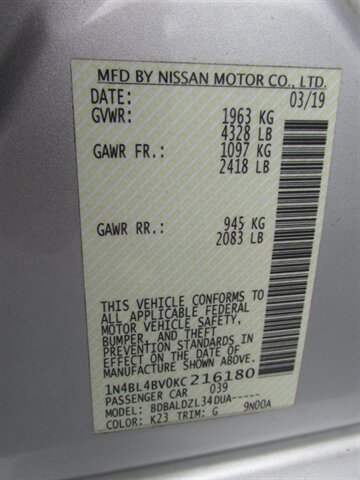 MFD BY NISSAN MOTOR CO., LTD.
DATE: 03/19
GVWR: 1963 KG
4328 LB
GAWR FR.: 1097 KG
2418 LB
GAWR RR.: 945 KG
2083 LB
THIS VEHICLE CONFORMS TO
ALL APPLICABLE FEDERAL
MOTOR VEHICLE SAFETY,
BUMPER, AND THEFT
PREVENTION STANDARDS IN
EFFECT ON THE DATE OF
MANUFACTURE SHOWN ABOVE.
1N4BL4BV0KC216180
PASSENGER CAR 039
MODEL: BDBALDZL34DUA-----
COLOR: K23 TRIM: G 9N00A